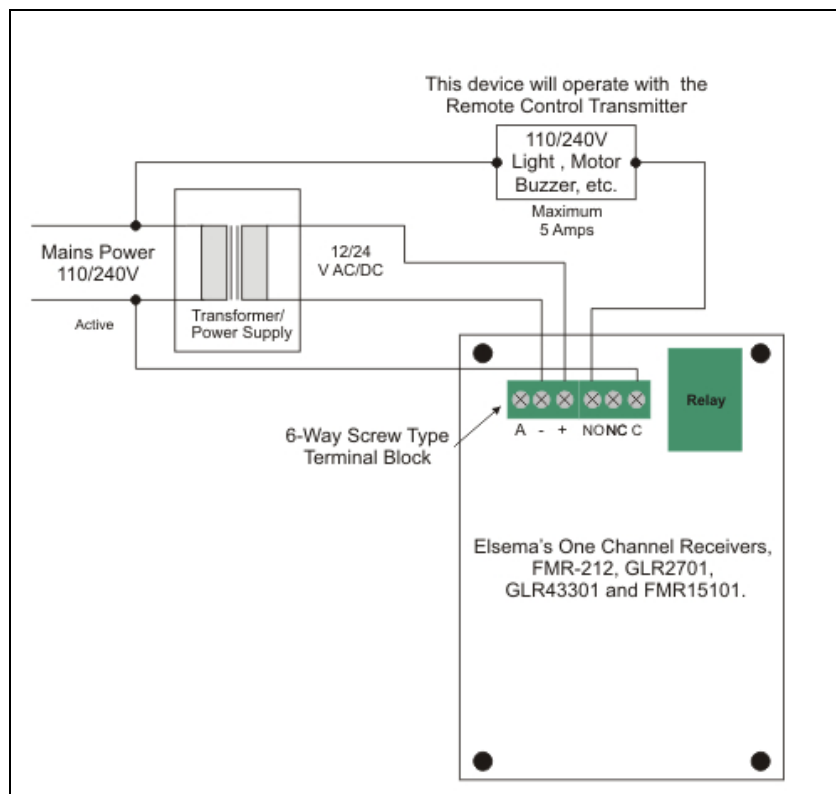 This device will operate with the
Remote Control Transmitter
110/240V
Light , Motor
Buzzer, etc.
Maximum
5 Amps
Mains Power
110/240V
12/24
V AC/DC
Active
Transformer/
Power Supply
6-Way Screw Type
Terminal Block
A - + NO NC C
Relay
Elsema's One Channel Receivers,
FMR-212, GLR2701,
GLR43301 and FMR15101.